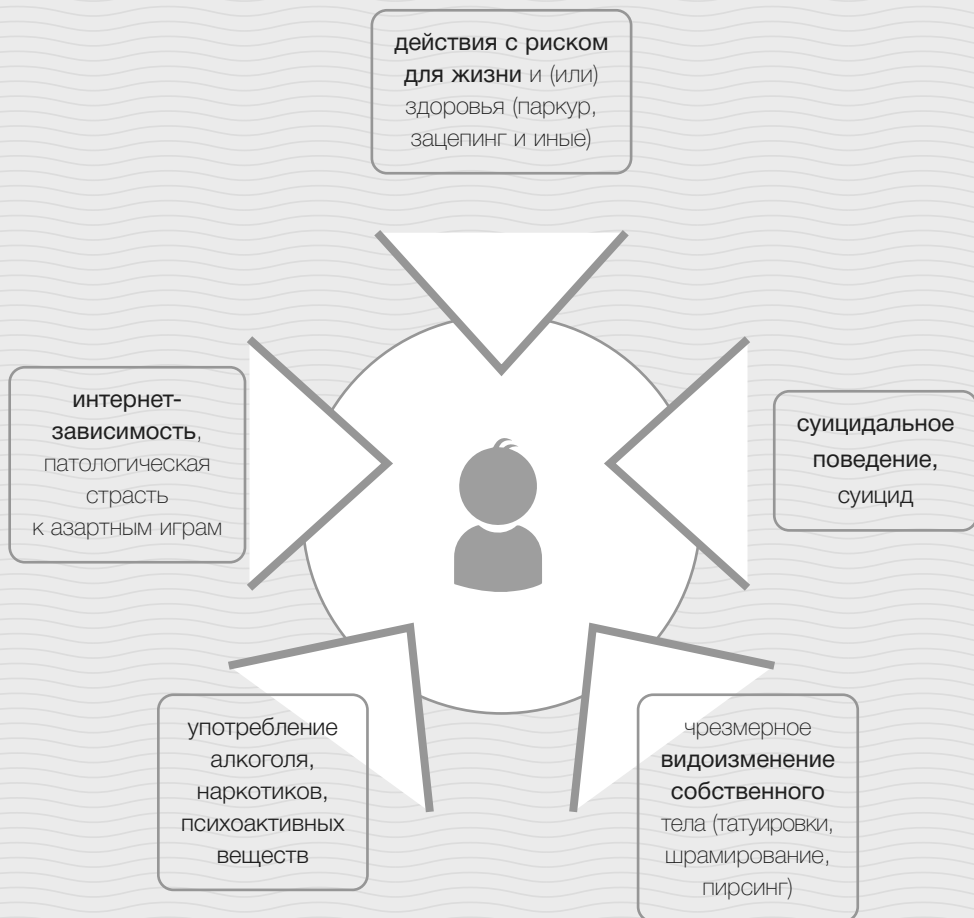 действия с риском
для жизни и (или)
здоровья (паркур,
зацепинг и иные)
интернет-
зависимость,
патологическая
страсть
к азартным играм
суицидальное
поведение,
суицид
употребление
алкоголя,
наркотиков,
психоактивных
веществ
чрезмерное
видоизменение
собственного
тела (татуировки,
шрамирование,
пирсинг)